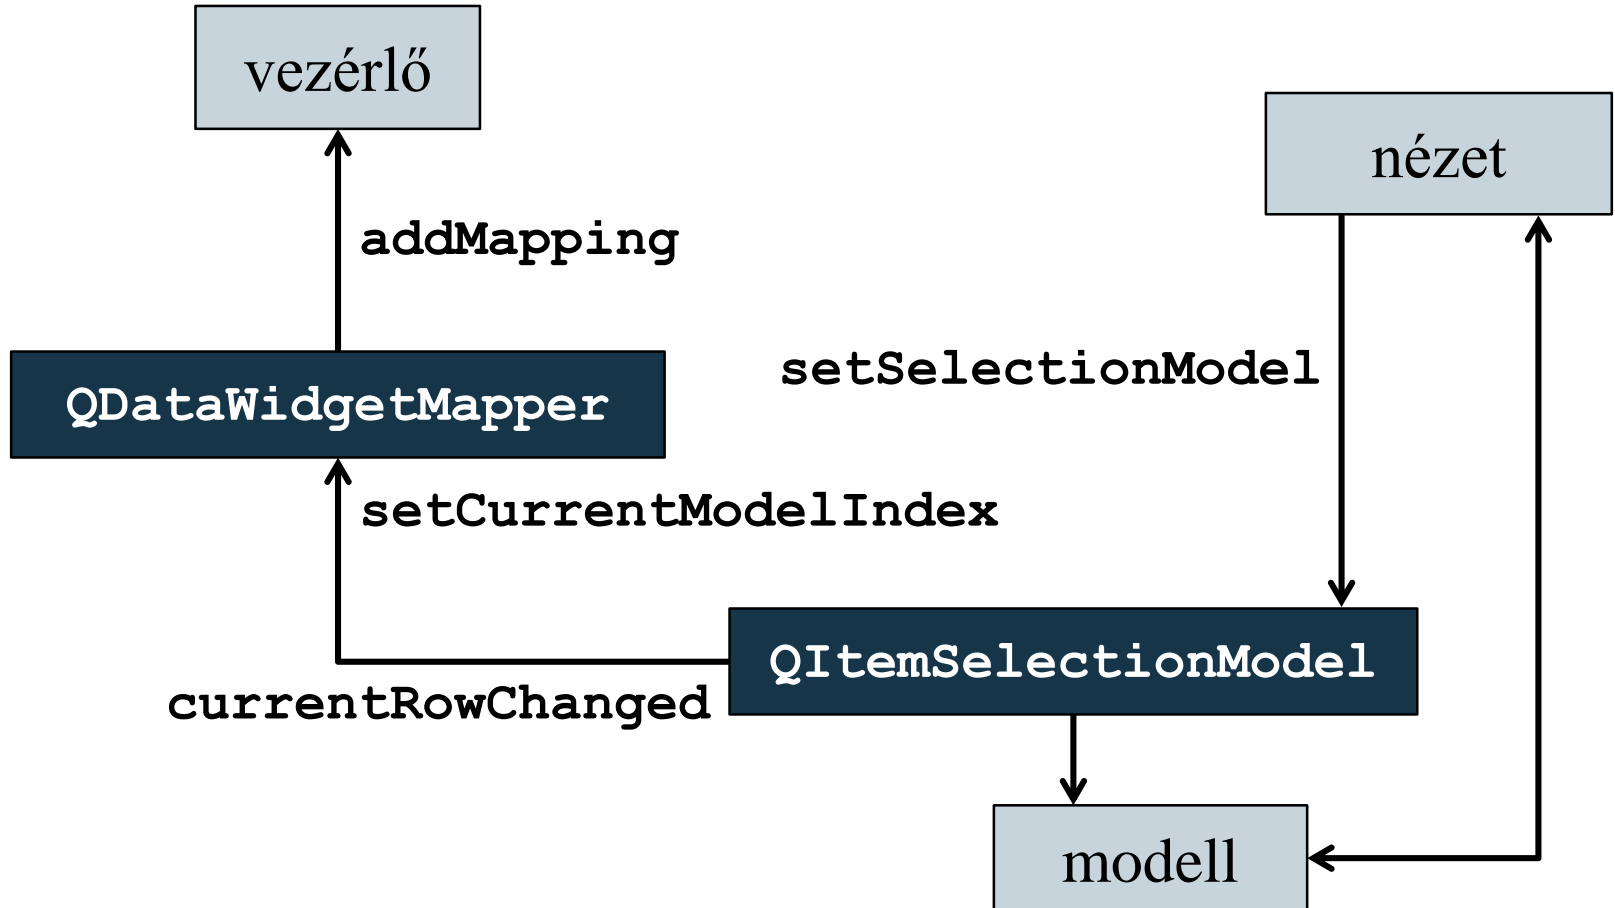 vezérlő
nézet
addMapping
setSelectionModel
QDataWidgetMapper
setCurrentModelIndex
QItemSelectionModel
currentRowChanged
modell